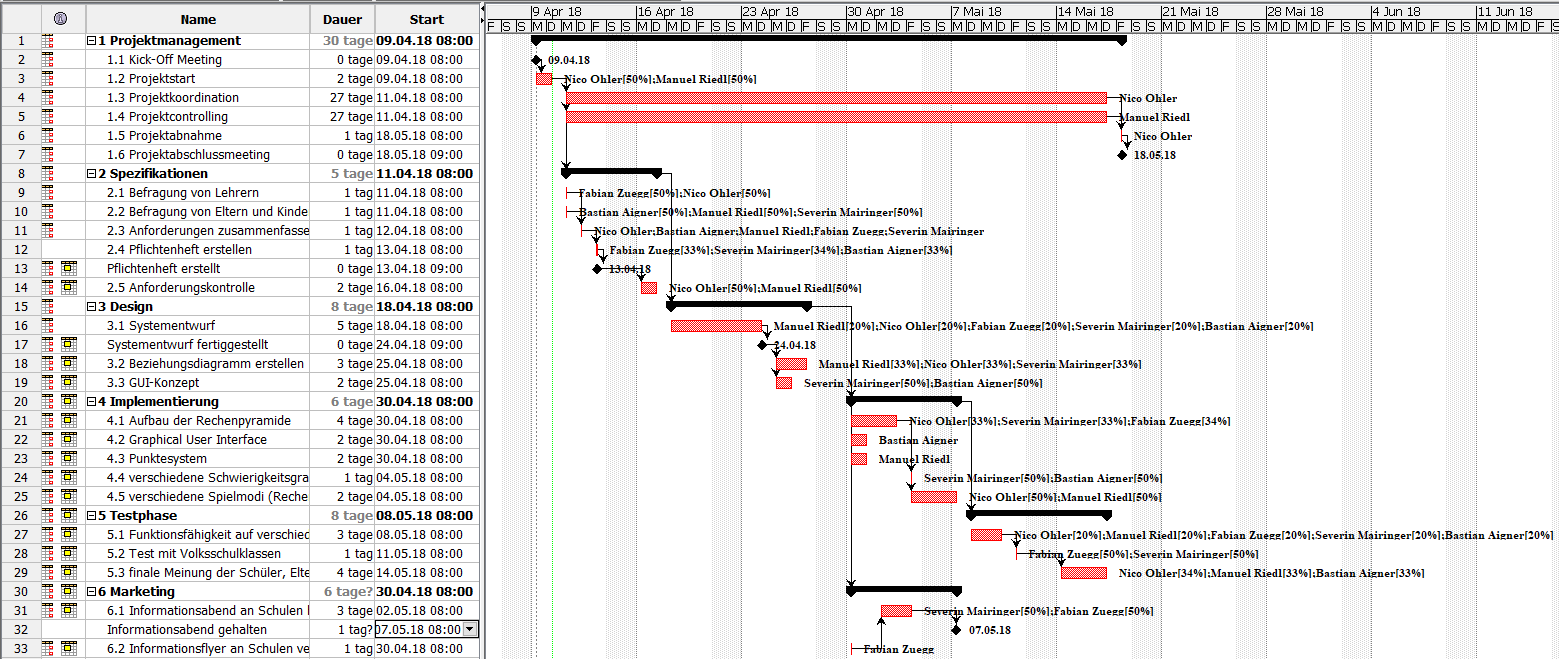 Name Dauer Start 9 Apr 18 16 Apr 18 23 Apr 18 30 Apr 18 7 Mai 18 14 Mai 18 21 Mai 18 28 Mai 18 4 Jun 18 11 Jun 18
F S S M D M D F S S M D M D F S S M D M D F S S M D M D F S S M D M D F S S M D M D F S S M D M D F S S M D M D F S S M D M D F S S M D M D F S
1 1 Projektmanagement 30 tage 09.04.18 08:00
2 1.1 Kick-Off Meeting 0 tage 09.04.18 08:00 09.04.18
3 1.2 Projektstart 2 tage 09.04.18 08:00 Nico Ohler[50%];Manuel Riedl[50%]
4 1.3 Projektkoordination 27 tage 11.04.18 08:00 Nico Ohler
5 1.4 Projektcontrolling 27 tage 11.04.18 08:00 Manuel Riedl
6 1.5 Projektabnahme 1 tag 18.05.18 08:00 Nico Ohler
7 1.6 Projektabschlussmeeting 0 tage 18.05.18 09:00 18.05.18
8 2 Spezifikationen 5 tage 11.04.18 08:00
9 2.1 Befragung von Lehrern 1 tag 11.04.18 08:00 Fabian Zuegg[50%];Nico Ohler[50%]
10 2.2 Befragung von Eltern und Kinde 1 tag 11.04.18 08:00 Bastian Aigner[50%];Manuel Riedl[50%];Severin Mairinger[50%]
11 2.3 Anforderungen zusammenfasse 1 tag 12.04.18 08:00 Nico Ohler;Bastian Aigner;Manuel Riedl;Fabian Zuegg;Severin Mairinger
12 2.4 Pflichtenheft erstellen 1 tag 13.04.18 08:00 Fabian Zuegg[33%];Severin Mairinger[34%];Bastian Aigner[33%]
13 Pflichtenheft erstellt 0 tage 13.04.18 09:00 13.04.18
14 2.5 Anforderungskontrolle 2 tage 16.04.18 08:00 Nico Ohler[50%];Manuel Riedl[50%]
15 3 Design 8 tage 18.04.18 08:00
16 3.1 Systementwurf 5 tage 18.04.18 08:00 Manuel Riedl[20%];Nico Ohler[20%];Fabian Zuegg[20%];Severin Mairinger[20%];Bastian Aigner[20%]
17 Systementwurf fertiggestellt 0 tage 24.04.18 09:00 24.04.18
18 3.2 Beziehungsdiagramm erstellen 3 tage 25.04.18 08:00 Manuel Riedl[33%];Nico Ohler[33%];Severin Mairinger[33%]
19 3.3 GUI-Konzept 2 tage 25.04.18 08:00 Severin Mairinger[50%];Bastian Aigner[50%]
20 4 Implementierung 6 tage 30.04.18 08:00
21 4.1 Aufbau der Rechenpyramide 4 tage 30.04.18 08:00 Nico Ohler[33%];Severin Mairinger[33%];Fabian Zuegg[34%]
22 4.2 Graphical User Interface 2 tage 30.04.18 08:00 Bastian Aigner
23 4.3 Punktesystem 2 tage 30.04.18 08:00 Manuel Riedl
24 4.4 verschiedene Schwierigkeitsgra 1 tag 04.05.18 08:00 Severin Mairinger[50%];Bastian Aigner[50%]
25 4.5 verschiedene Spielmodi (Reche 2 tage 04.05.18 08:00 Nico Ohler[50%];Manuel Riedl[50%]
26 5 Testphase 8 tage 08.05.18 08:00
27 5.1 Funktionsfähigkeit auf verschied 3 tage 08.05.18 08:00 Nico Ohler[20%];Manuel Riedl[20%];Fabian Zuegg[20%];Severin Mairinger[20%];Bastian Aigner[20%]
28 5.2 Test mit Volksschulklassen 1 tag 11.05.18 08:00 Fabian Zuegg[50%];Severin Mairinger[50%]
29 5.3 finale Meinung der Schüler, Elte 4 tage 14.05.18 08:00 Nico Ohler[34%];Manuel Riedl[33%];Bastian Aigner[33%]
30 6 Marketing 6 tage? 30.04.18 08:00
31 6.1 Informationsabend an Schulen 3 tage 02.05.18 08:00 Severin Mairinger[50%];Fabian Zuegg[50%]
32 Informationsabend gehalten 1 tag? 07.05.18 08:00 07.05.18
33 6.2 Informationsflyer an Schulen ve 1 tag 30.04.18 08:00 Fabian Zuegg